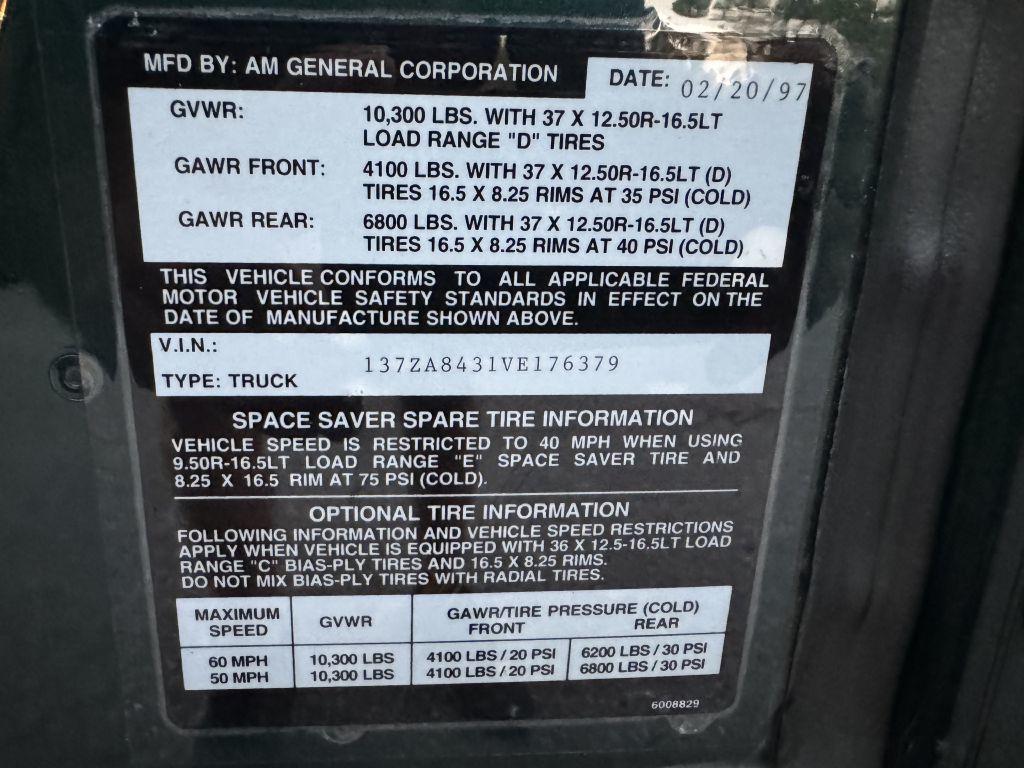 MFD BY: AM GENERAL CORPORATION DATE: 02/20/97
GVWR: 10,300 LBS. WITH 37 X 12.50R-16.5LT
LOAD RANGE "D" TIRES
GAWR FRONT: 4100 LBS. WITH 37 X 12.50R-16.5LT (D)
TIRES 16.5 X 8.25 RIMS AT 35 PSI (COLD)
GAWR REAR: 6800 LBS. WITH 37 X 12.50R-16.5LT (D)
TIRES 16.5 X 8.25 RIMS AT 40 PSI (COLD)
THIS VEHICLE CONFORMS TO ALL APPLICABLE FEDERAL
MOTOR VEHICLE SAFETY STANDARDS IN EFFECT ON THE
DATE OF MANUFACTURE SHOWN ABOVE.
V.I.N.: 137ZA8431VE176379
TYPE: TRUCK
SPACE SAVER SPARE TIRE INFORMATION
VEHICLE SPEED IS RESTRICTED TO 40 MPH WHEN USING
9.50R-16.5LT LOAD RANGE "E" SPACE SAVER TIRE AND
8.25 X 16.5 RIM AT 75 PSI (COLD).
OPTIONAL TIRE INFORMATION
FOLLOWING INFORMATION AND VEHICLE SPEED RESTRICTIONS
APPLY WHEN VEHICLE IS EQUIPPED WITH 36 X 12.5-16.5LT LOAD
RANGE "C" BIAS-PLY TIRES AND 16.5 X 8.25 RIMS.
DO NOT MIX BIAS-PLY TIRES WITH RADIAL TIRES.
MAXIMUM SPEED GVWR GAWR/TIRE PRESSURE (COLD)
FRONT REAR
60 MPH 10,300 LBS 4100 LBS / 20 PSI 6200 LBS / 30 PSI
50 MPH 10,300 LBS 4100 LBS / 20 PSI 6800 LBS / 30 PSI
6008829